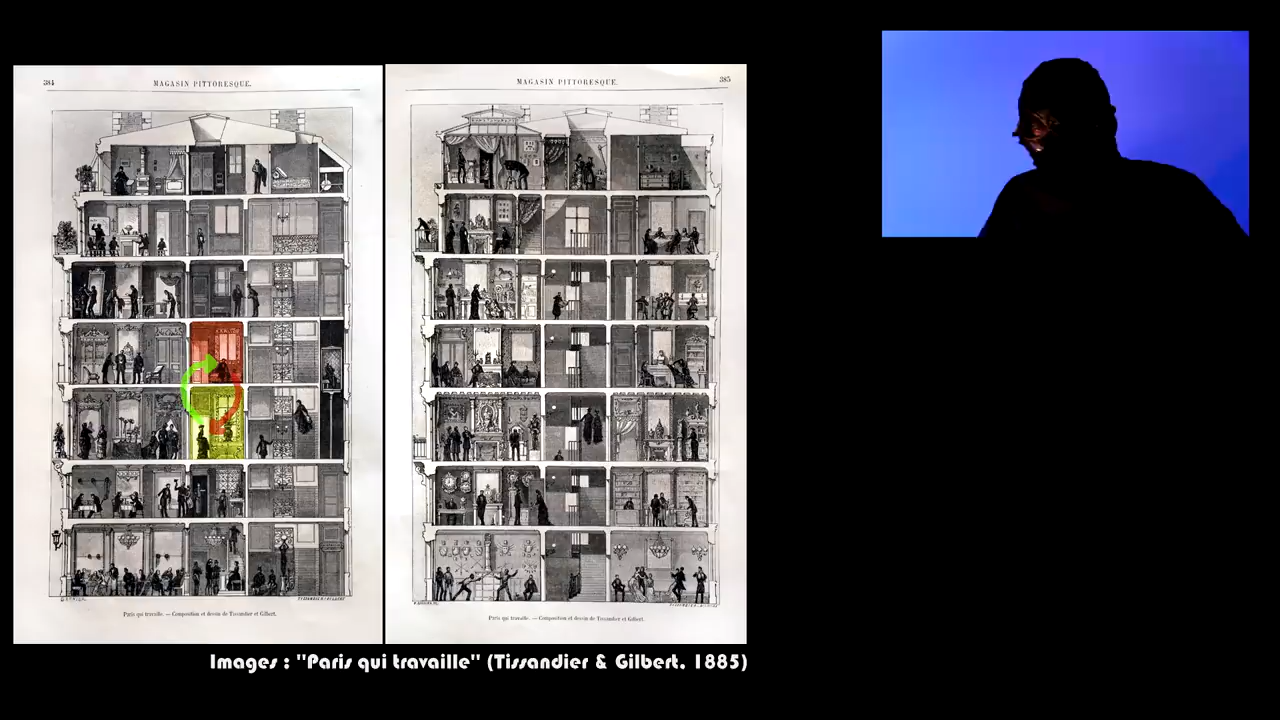 384
MAGASIN PITTORESQUE.
Paris qui travaille. — Composition et dessin de Tissandier et Gilbert.
MAGASIN PITTORESQUE.
385
Paris qui travaille. — Composition et dessin de Tissandier et Gilbert.
Images : "Paris qui travaille" (Tissandier & Gilbert, 1885)